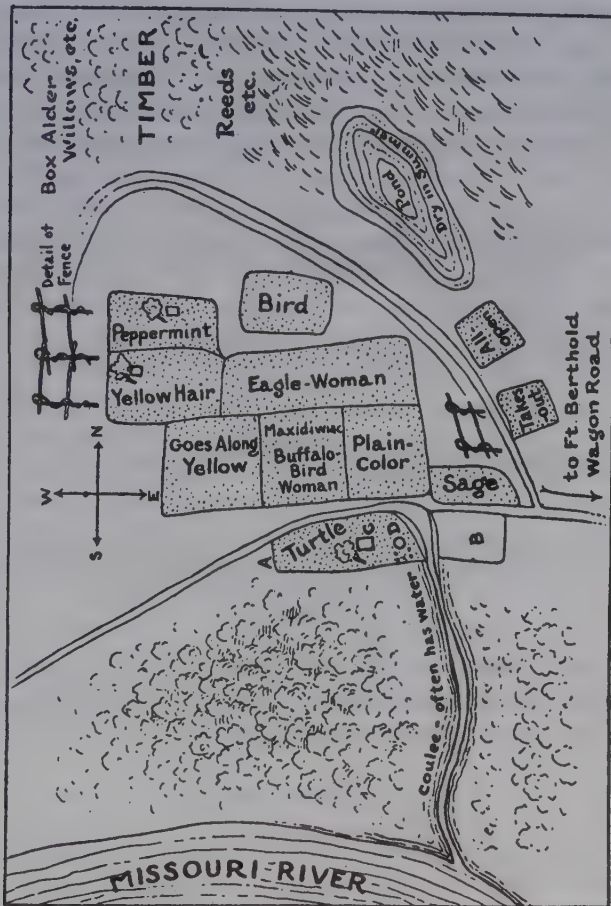 Box Alder
Willows, etc.
TIMBER
Reeds
etc.
Detail of
Fence
Pond
Dry in Summer
Peppermint
Bird
Yellow Hair
Eagle-Woman
All
open
Takes
out
to Ft. Berthold
Wagon Road
W
N
S
E
Goes Along
Yellow
Maxidiwiac
Buffalo-
Bird
Woman
Plain-
Color
Sage
A
Turtle
C
D
B
Coulee - often has water
MISSOURI RIVER